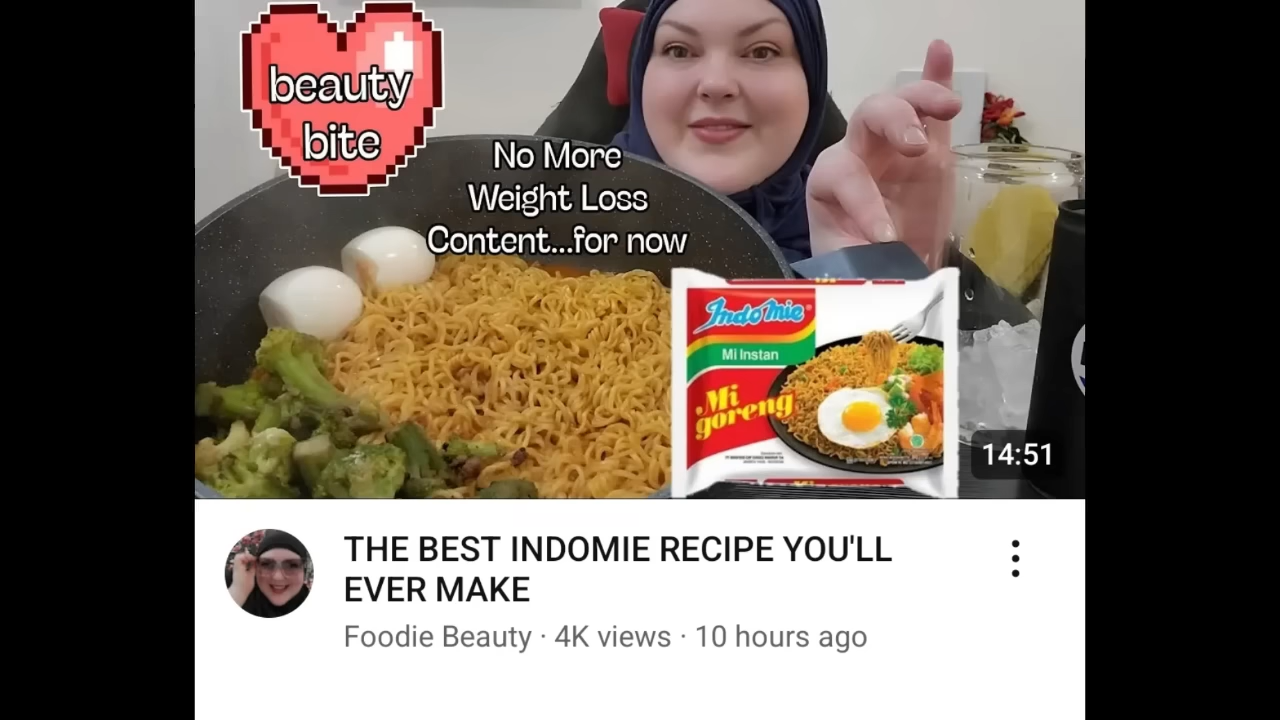 beauty
bite
No More
Weight Loss
Content...for now
Indomie
Mi Instan
Mi
goreng
14:51
THE BEST INDOMIE RECIPE YOU'LL
EVER MAKE
Foodie Beauty · 4K views · 10 hours ago